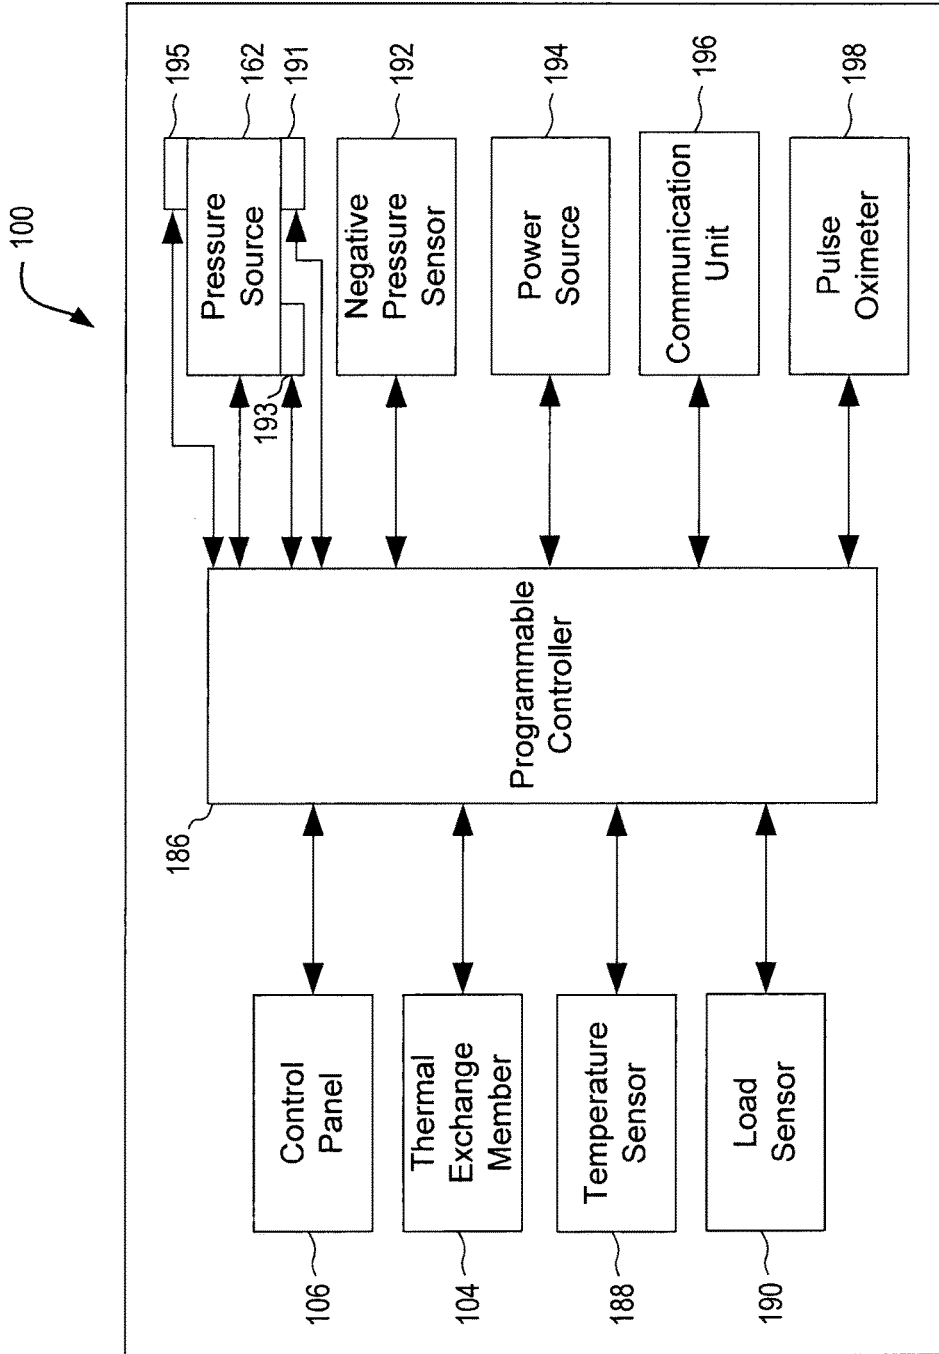 100
195
162
191
192
194
196
198
Pressure
Source
193
Negative
Pressure
Sensor
Power
Source
Communication
Unit
Pulse
Oximeter
186
Programmable
Controller
Control
Panel
Thermal
Exchange
Member
Temperature
Sensor
Load
Sensor
106
104
188
190